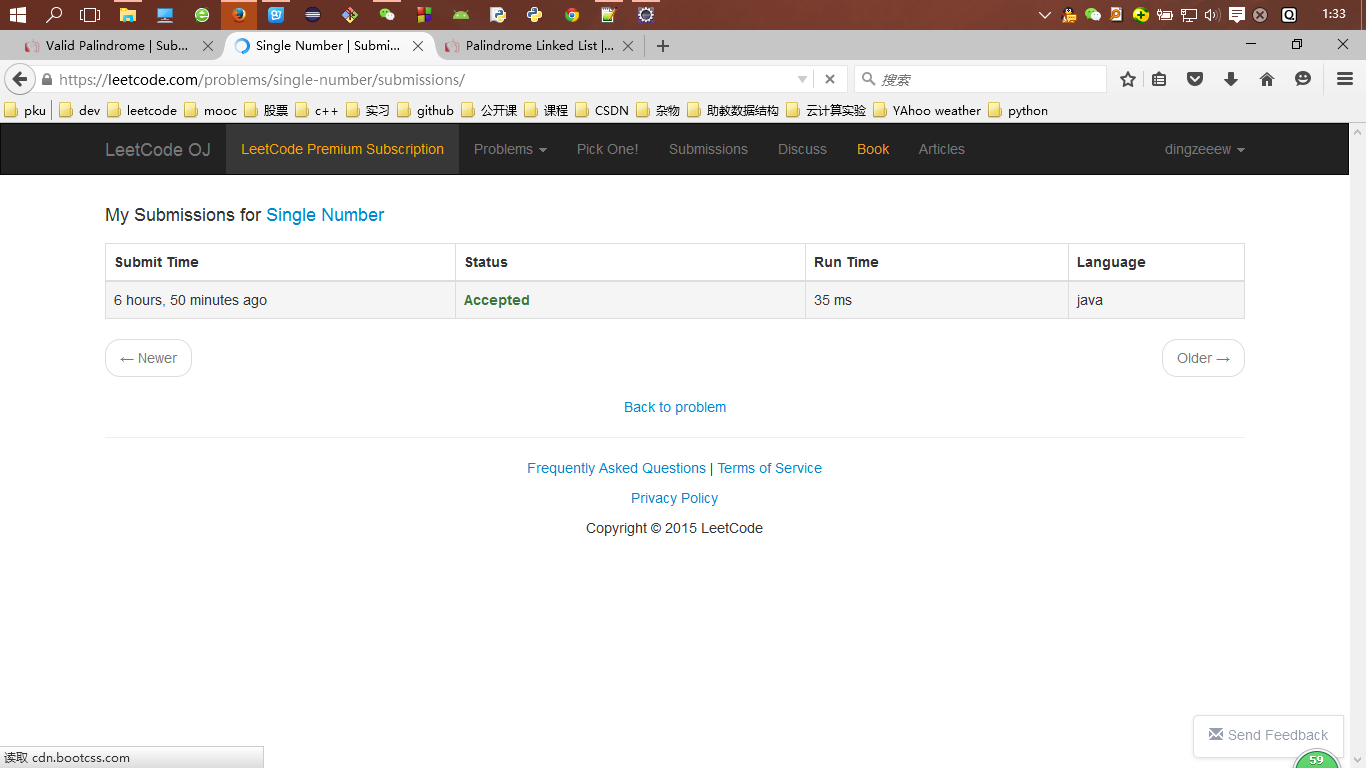 1:33
Valid Palindrome | Sub...
Single Number | Submi...
Palindrome Linked List |...
https://leetcode.com/problems/single-number/submissions/
搜索
pku
dev
leetcode
mooc
股票
c++
实习
github
公开课
课程
CSDN
杂物
助教数据结构
云计算实验
YAhoo weather
python
LeetCode OJ
LeetCode Premium Subscription
Problems
Pick One!
Submissions
Discuss
Book
Articles
dingzeeew
My Submissions for Single Number
Submit Time Status Run Time Language
6 hours, 50 minutes ago Accepted 35 ms java
← Newer
Older →
Back to problem
Frequently Asked Questions | Terms of Service
Privacy Policy
Copyright © 2015 LeetCode
Send Feedback
59
读取 cdn.bootcss.com